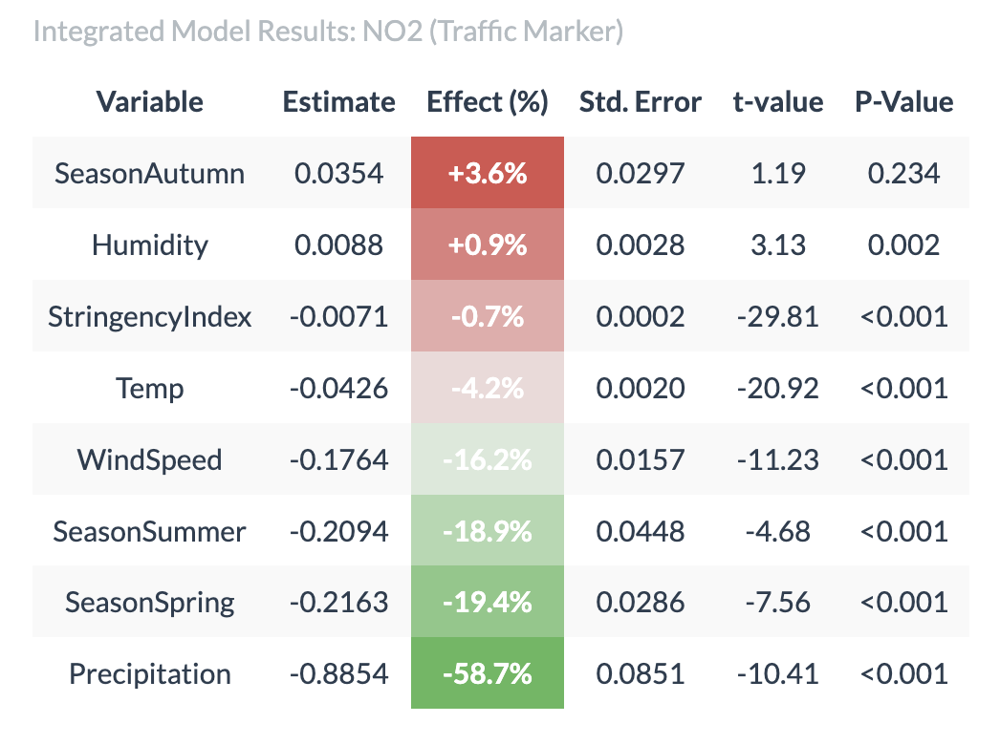 Integrated Model Results: NO2 (Traffic Marker)
Variable Estimate Effect (%) Std. Error t-value P-Value
SeasonAutumn 0.0354 +3.6% 0.0297 1.19 0.234
Humidity 0.0088 +0.9% 0.0028 3.13 0.002
StringencyIndex -0.0071 -0.7% 0.0002 -29.81 <0.001
Temp -0.0426 -4.2% 0.0020 -20.92 <0.001
WindSpeed -0.1764 -16.2% 0.0157 -11.23 <0.001
SeasonSummer -0.2094 -18.9% 0.0448 -4.68 <0.001
SeasonSpring -0.2163 -19.4% 0.0286 -7.56 <0.001
Precipitation -0.8854 -58.7% 0.0851 -10.41 <0.001